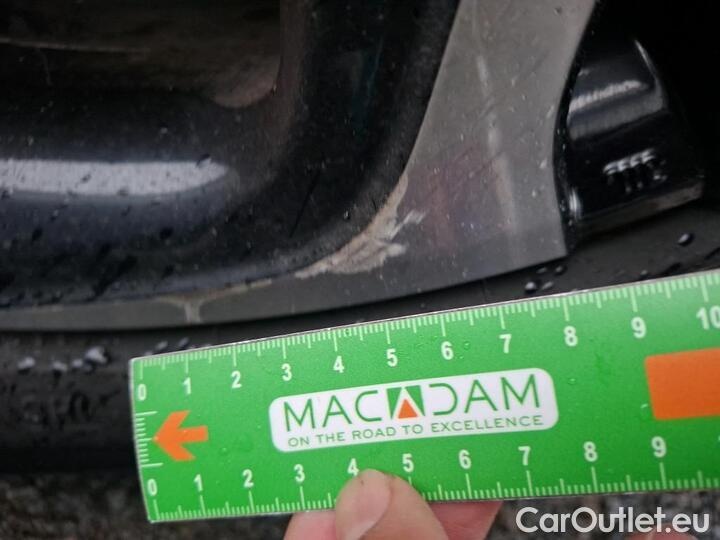 0 1 2 3 4 5 6 7 8 9 10
MACADAM
ON THE ROAD TO EXCELLENCE
0 1 2 3 4 5 6 7 8 9
CarOutlet.eu